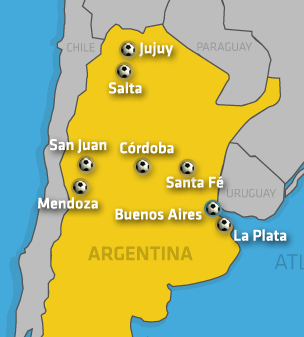 CHILE
Jujuy
PARAGUAY
Salta
San Juan
Córdoba
Santa Fé
Mendoza
URUGUAY
Buenos Aires
La Plata
ARGENTINA
ATL